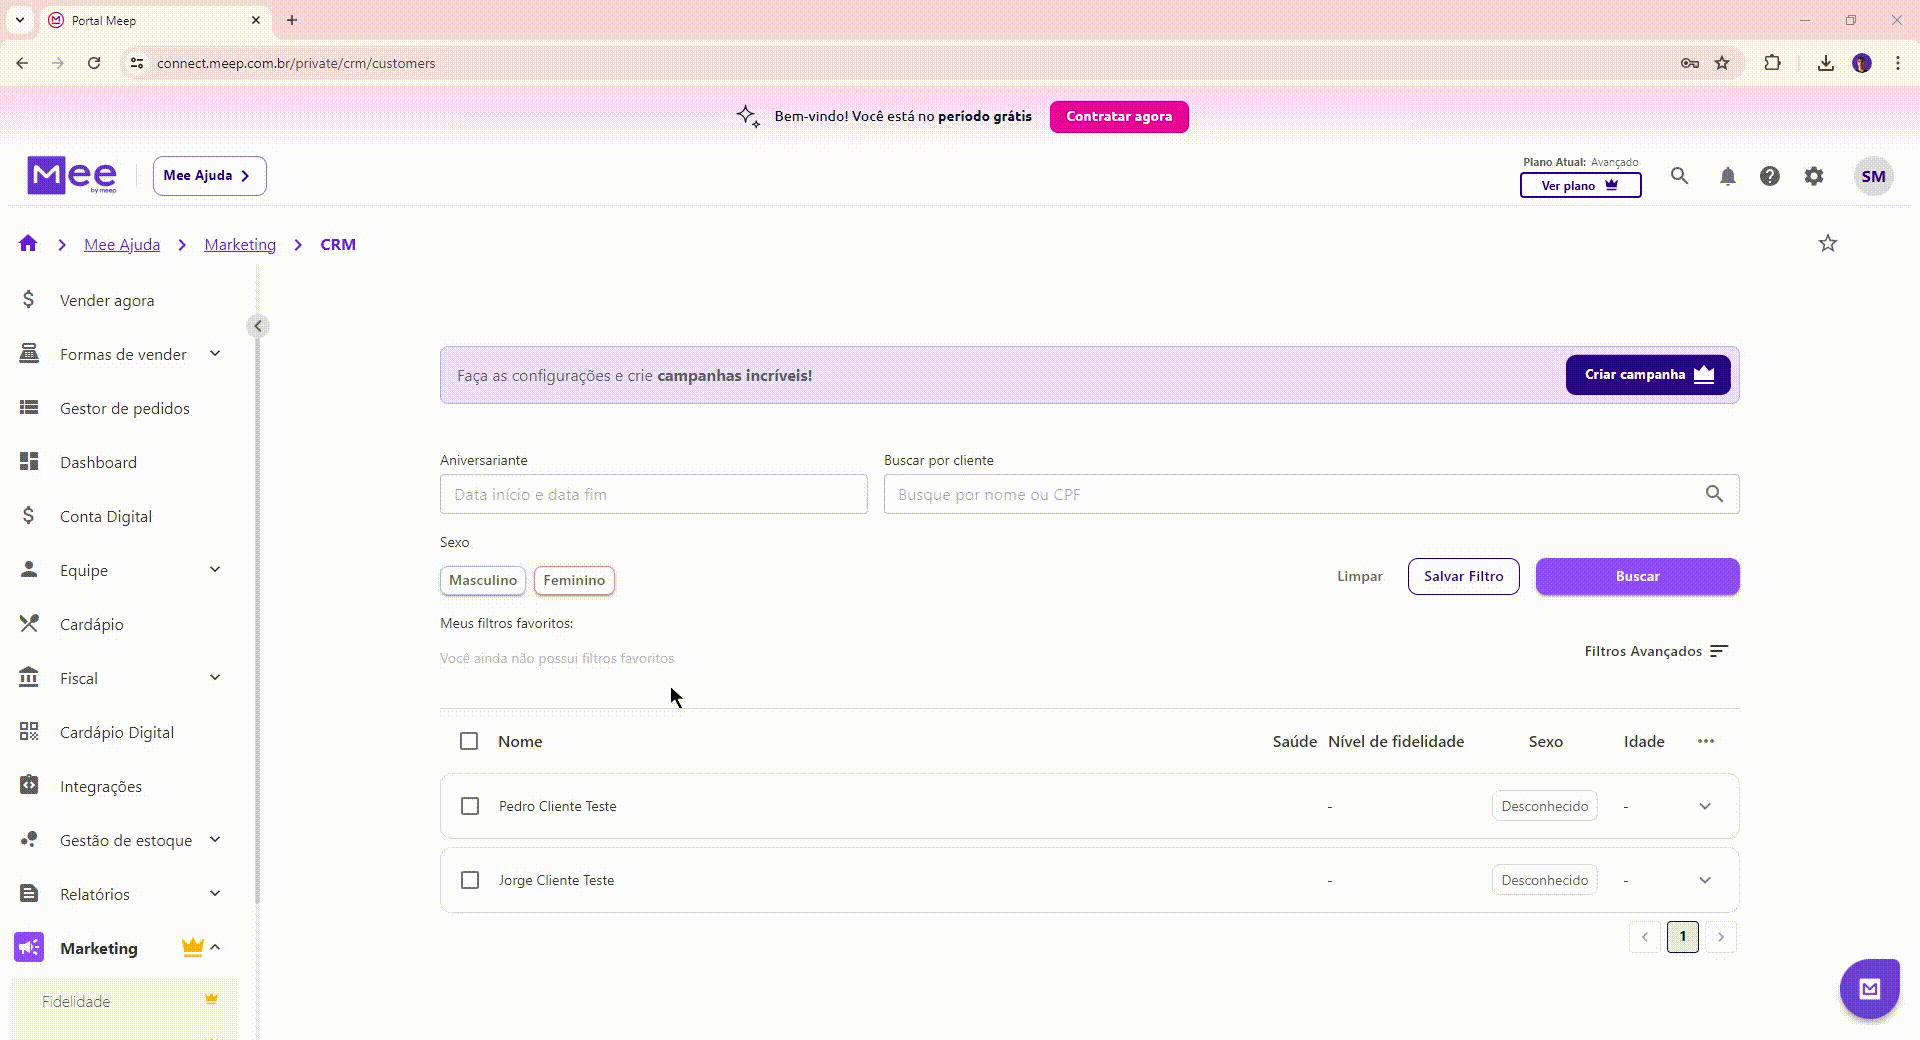 Portal Meep
connect.meep.com.br/private/crm/customers
Bem-vindo! Você está no período grátis
Contratar agora
Mee
by meep
Mee Ajuda
Plano Atual: Avançado
Ver plano
SM
Mee Ajuda
Marketing
CRM
Vender agora
Formas de vender
Gestor de pedidos
Dashboard
Conta Digital
Equipe
Cardápio
Fiscal
Cardápio Digital
Integrações
Gestão de estoque
Relatórios
Marketing
Fidelidade
Faça as configurações e crie campanhas incríveis!
Criar campanha
Aniversariante
Buscar por cliente
Data início e data fim
Busque por nome ou CPF
Sexo
Masculino
Feminino
Limpar
Salvar Filtro
Buscar
Meus filtros favoritos:
Você ainda não possui filtros favoritos
Filtros Avançados
Nome Saúde Nível de fidelidade Sexo Idade
Pedro Cliente Teste - Desconhecido -
Jorge Cliente Teste - Desconhecido -
1